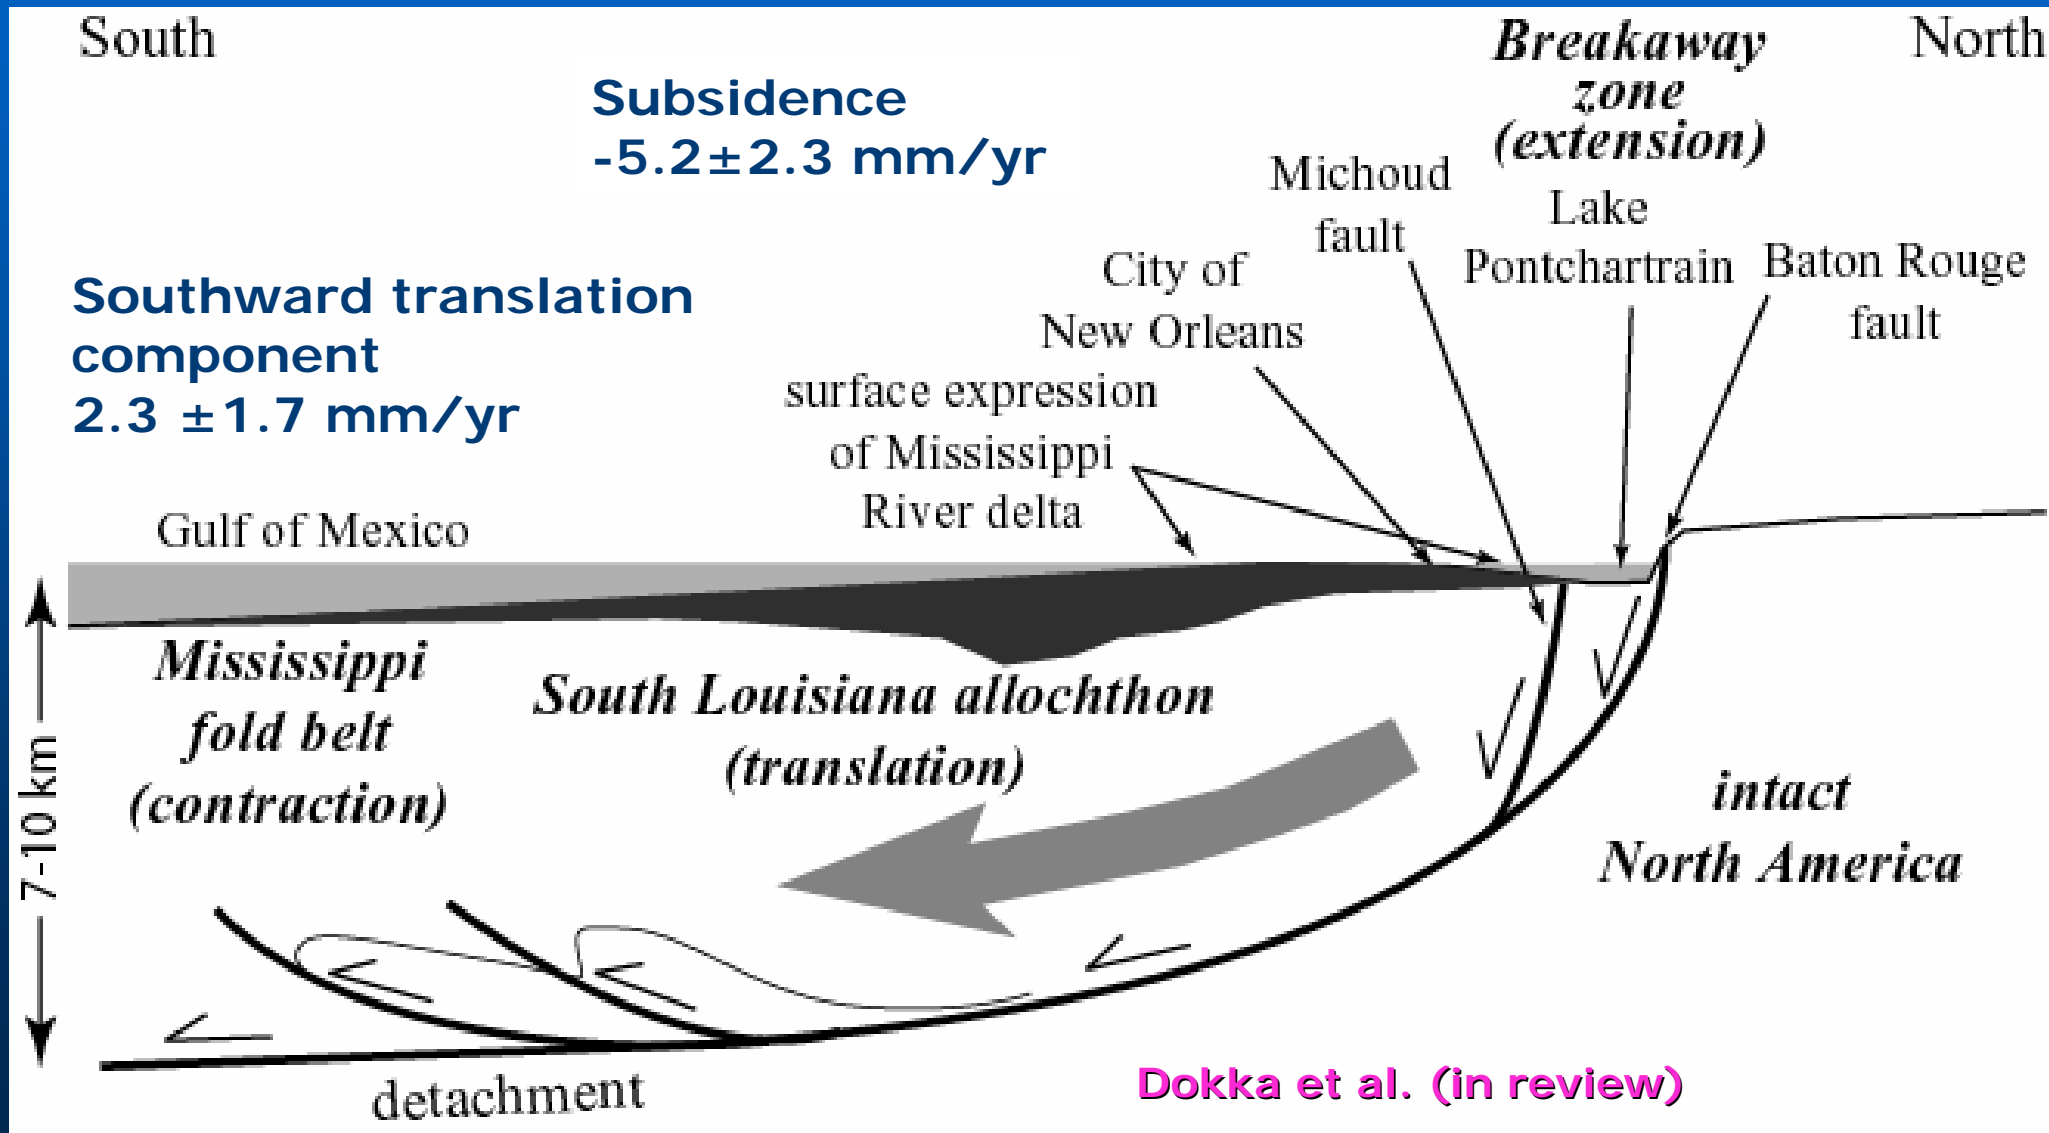 South
North
Breakaway
zone
(extension)
Subsidence
-5.2±2.3 mm/yr
Michoud
fault
Lake
Pontchartrain
Baton Rouge
fault
City of
New Orleans
Southward translation
component
2.3 ±1.7 mm/yr
surface expression
of Mississippi
River delta
Gulf of Mexico
Mississippi
fold belt
(contraction)
South Louisiana allochthon
(translation)
7-10 km
intact
North America
detachment
Dokka et al. (in review)